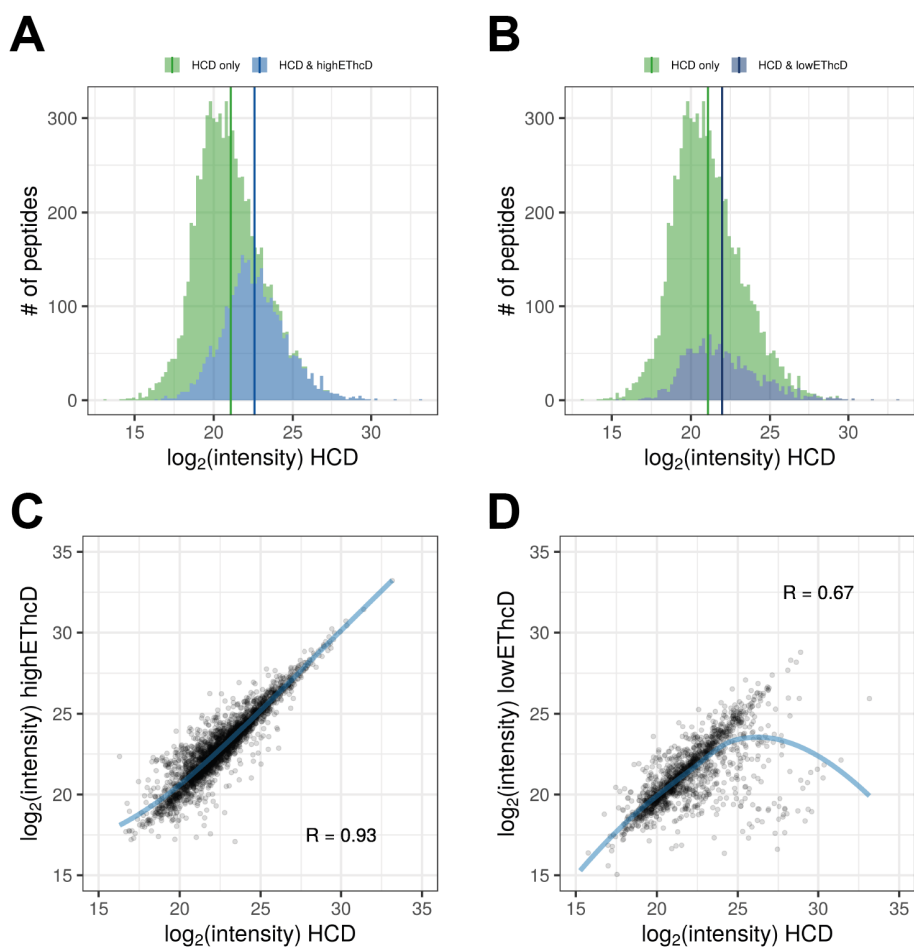 A
HCD only HCD & highEThcD
# of peptides
300
200
100
0
15 20 25 30
log₂(intensity) HCD
B
HCD only HCD & lowEThcD
# of peptides
300
200
100
0
15 20 25 30
log₂(intensity) HCD
C
log₂(intensity) highEThcD
35
30
25
20
15
R = 0.93
15 20 25 30 35
log₂(intensity) HCD
D
log₂(intensity) lowEThcD
35
R = 0.67
30
25
20
15
15 20 25 30 35
log₂(intensity) HCD